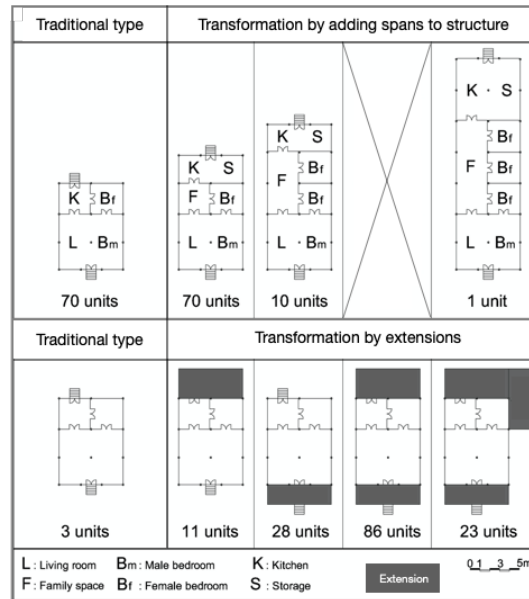 Traditional type
Transformation by adding spans to structure
K Bf
L Bm
70 units
K S
F Bf
L Bm
70 units
K S
Bf
F
Bf
L Bm
10 units
K S
Bf
F Bf
Bf
L Bm
1 unit
Traditional type
Transformation by extensions
3 units
11 units
28 units
86 units
23 units
L : Living room Bm : Male bedroom K : Kitchen
F : Family space Bf : Female bedroom S : Storage
Extension
0 1 3 5m